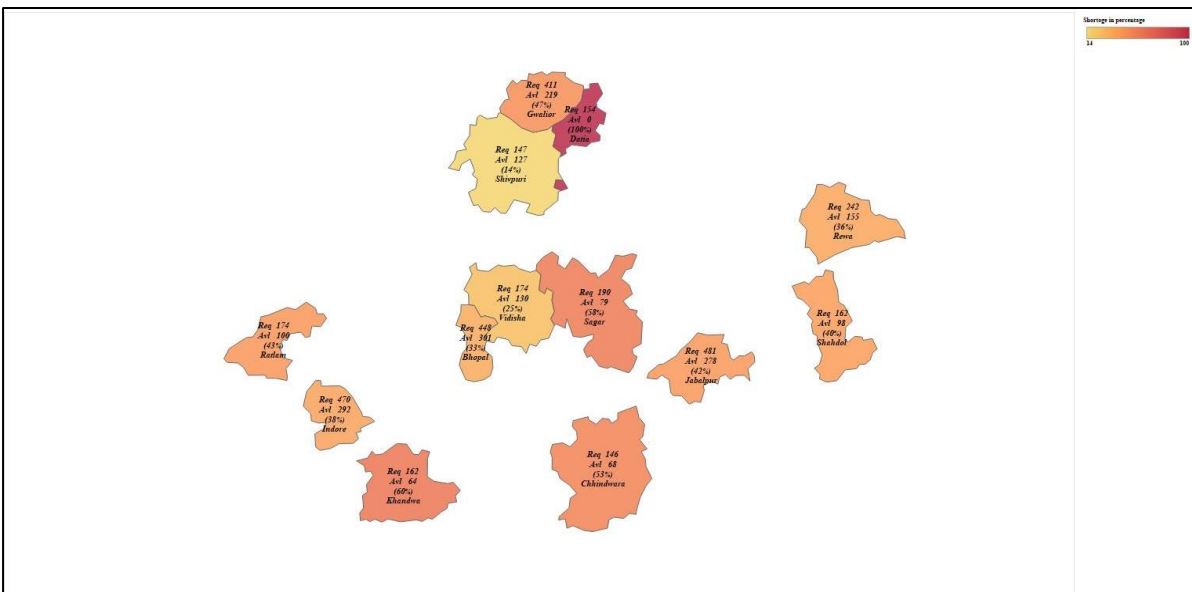 Shortage in percentage
14 100
Req 411
Avl 219
(47%)
Gwalior
Req 154
Avl 0
(100%)
Datia
Req 147
Avl 127
(14%)
Shivpuri
Req 242
Avl 155
(36%)
Rewa
Req 174
Avl 130
(25%)
Vidisha
Req 190
Avl 79
(58%)
Sagar
Req 448
Avl 301
(33%)
Bhopal
Req 162
Avl 98
(40%)
Shahdol
Req 174
Avl 100
(43%)
Ratlam
Req 481
Avl 278
(42%)
Jabalpur
Req 470
Avl 292
(38%)
Indore
Req 162
Avl 64
(60%)
Khandwa
Req 146
Avl 68
(53%)
Chhindwara